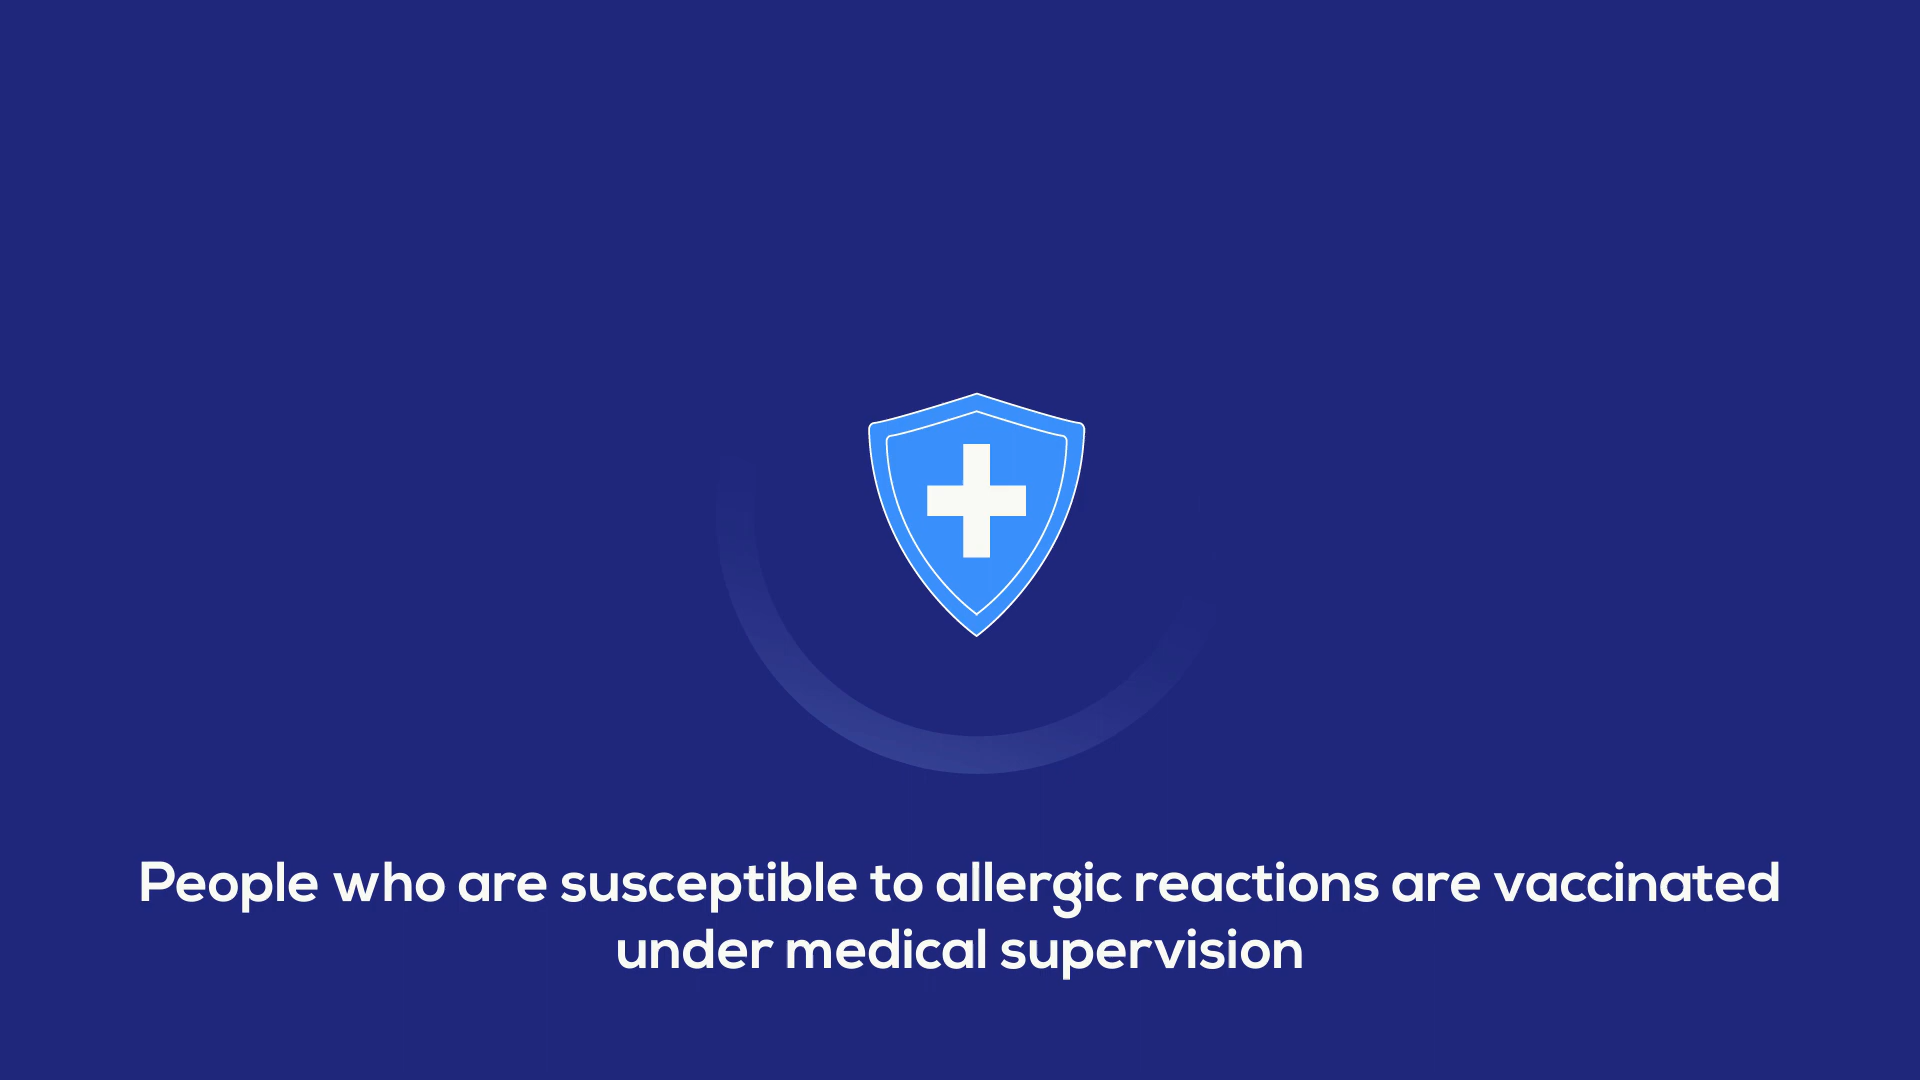 People who are susceptible to allergic reactions are vaccinated
under medical supervision